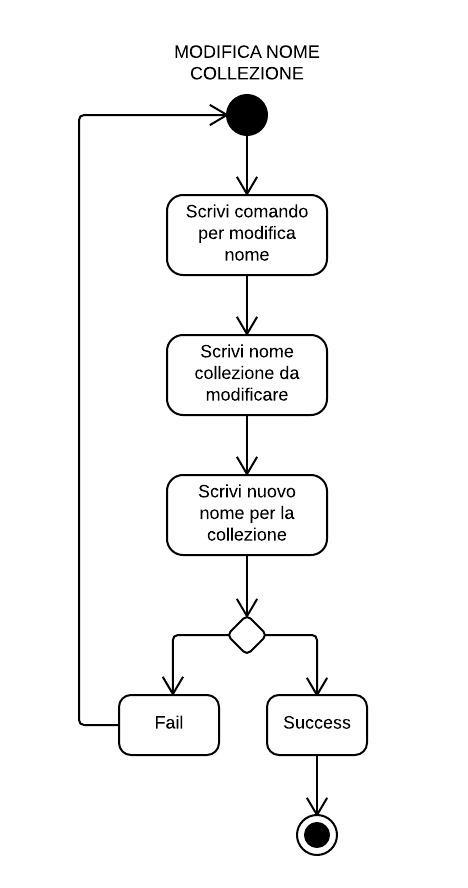 MODIFICA NOME
COLLEZIONE
Scrivi comando
per modifica
nome
Scrivi nome
collezione da
modificare
Scrivi nuovo
nome per la
collezione
Fail
Success